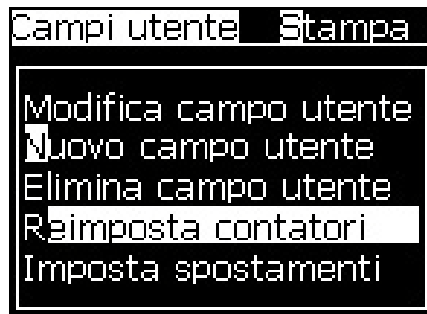 Campi utente Stampa
Modifica campo utente
Nuovo campo utente
Elimina campo utente
Reimposta contatori
Imposta spostamenti